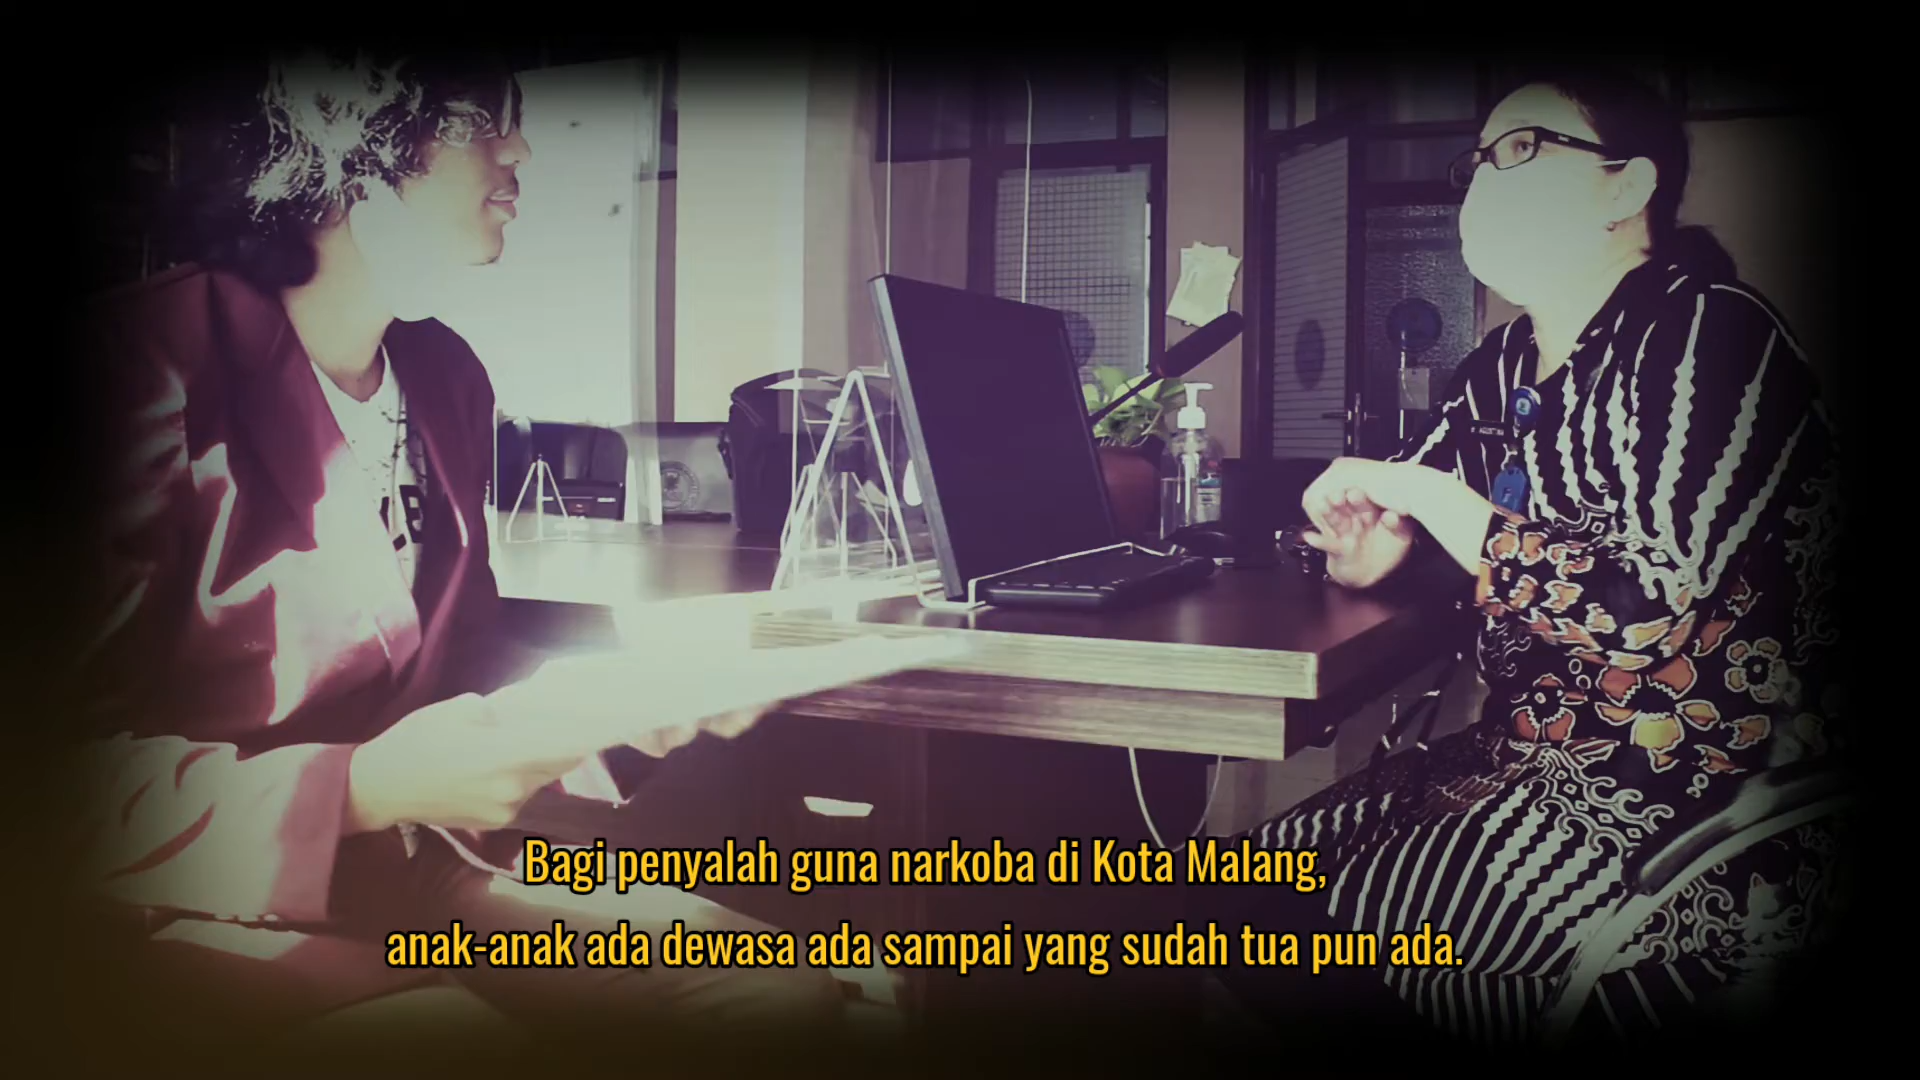 Bagi penyalah guna narkoba di Kota Malang,
anak-anak ada dewasa ada sampai yang sudah tua pun ada.